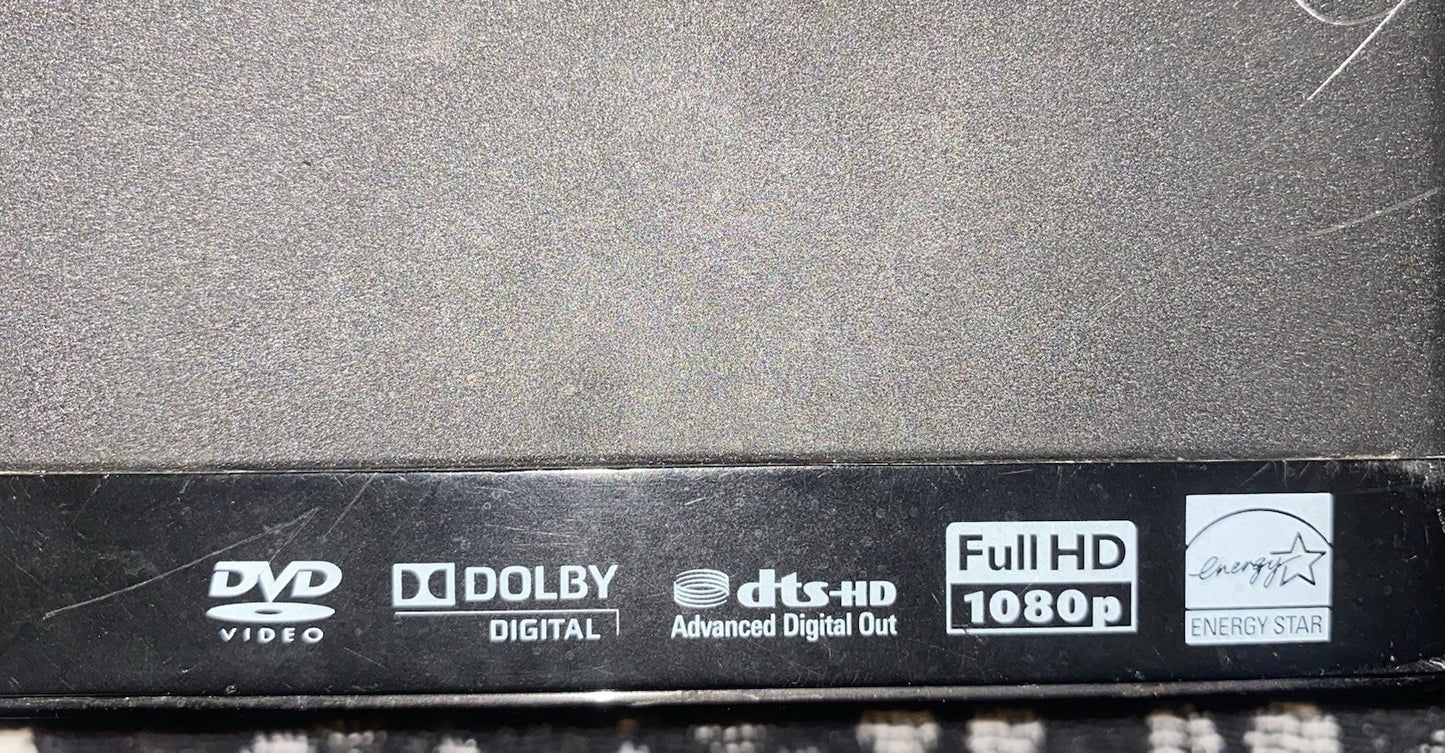 DVD
VIDEO
DOLBY
DIGITAL
dts-HD
Advanced Digital Out
Full HD
1080p
energy
ENERGY STAR